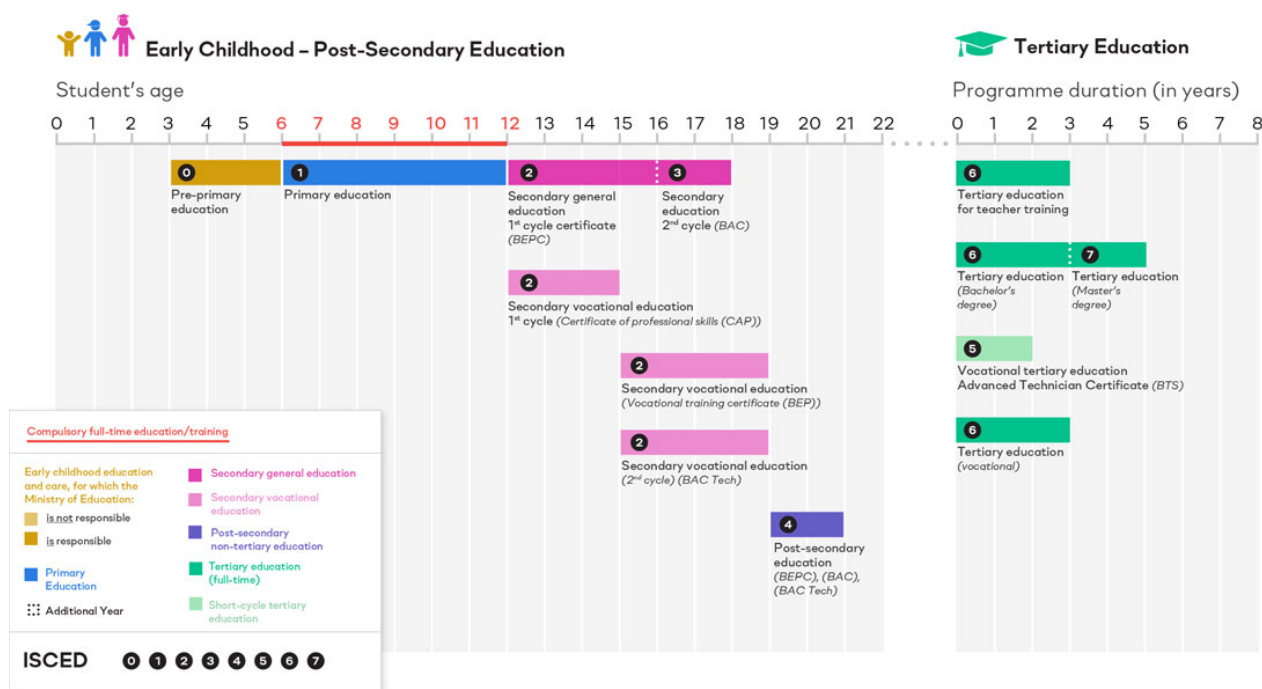 Early Childhood – Post-Secondary Education
Student's age
0 1 2 3 4 5 6 7 8 9 10 11 12 13 14 15 16 17 18 19 20 21 22
0
Pre-primary
education
1
Primary education
2
Secondary general
education
1st cycle certificate
(BEPC)
3
Secondary
education
2nd cycle (BAC)
2
Secondary vocational education
1st cycle (Certificate of professional skills (CAP))
2
Secondary vocational education
(Vocational training certificate (BEP))
2
Secondary vocational education
(2nd cycle) (BAC Tech)
4
Post-secondary
education
(BEPC), (BAC),
(BAC Tech)
Tertiary Education
Programme duration (in years)
0 1 2 3 4 5 6 7 8
6
Tertiary education
for teacher training
6
Tertiary education
(Bachelor's
degree)
7
Tertiary education
(Master's
degree)
5
Vocational tertiary education
Advanced Technician Certificate (BTS)
6
Tertiary education
(vocational)
Compulsory full-time education/training
Early childhood education
and care, for which the
Ministry of Education:
is not responsible
is responsible
Primary
Education
Additional Year
Secondary general education
Secondary vocational
education
Post-secondary
non-tertiary education
Tertiary education
(full-time)
Short-cycle tertiary
education
ISCED 0 1 2 3 4 5 6 7